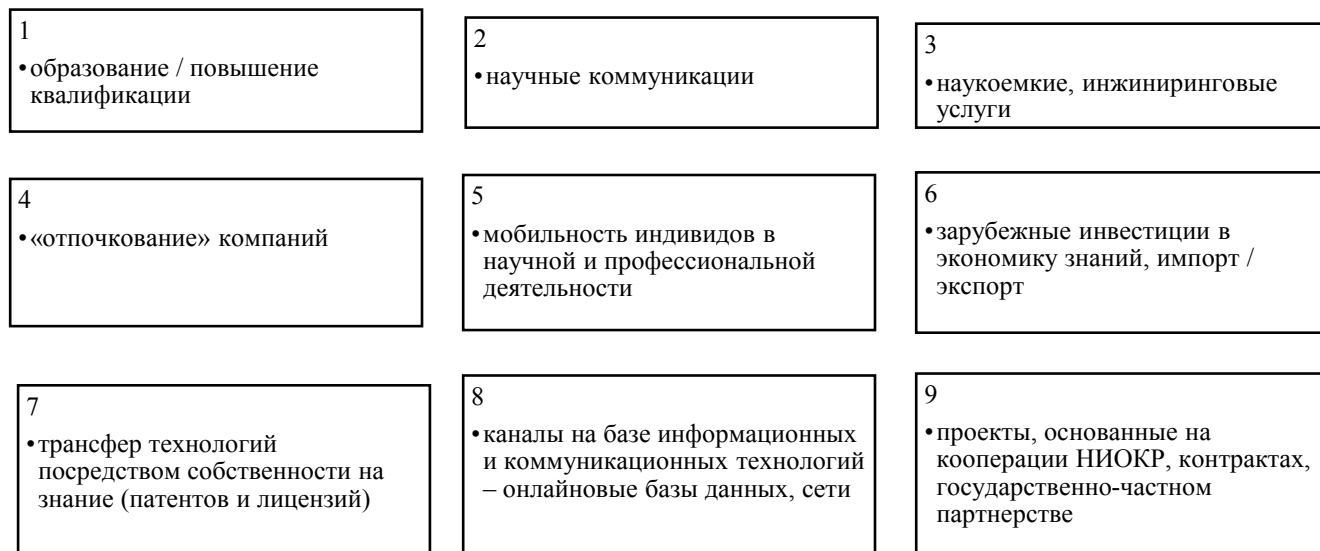 1
•образование / повышение
квалификации
2
•научные коммуникации
3
•наукоемкие, инжиниринговые
услуги
4
•«отпочкование» компаний
5
•мобильность индивидов в
научной и профессиональной
деятельности
6
•зарубежные инвестиции в
экономику знаний, импорт /
экспорт
7
•трансфер технологий
посредством собственности на
знание (патентов и лицензий)
8
•каналы на базе информационных
и коммуникационных технологий
– онлайновые базы данных, сети
9
•проекты, основанные на
кооперации НИОКР, контрактах,
государственно-частном
партнерстве